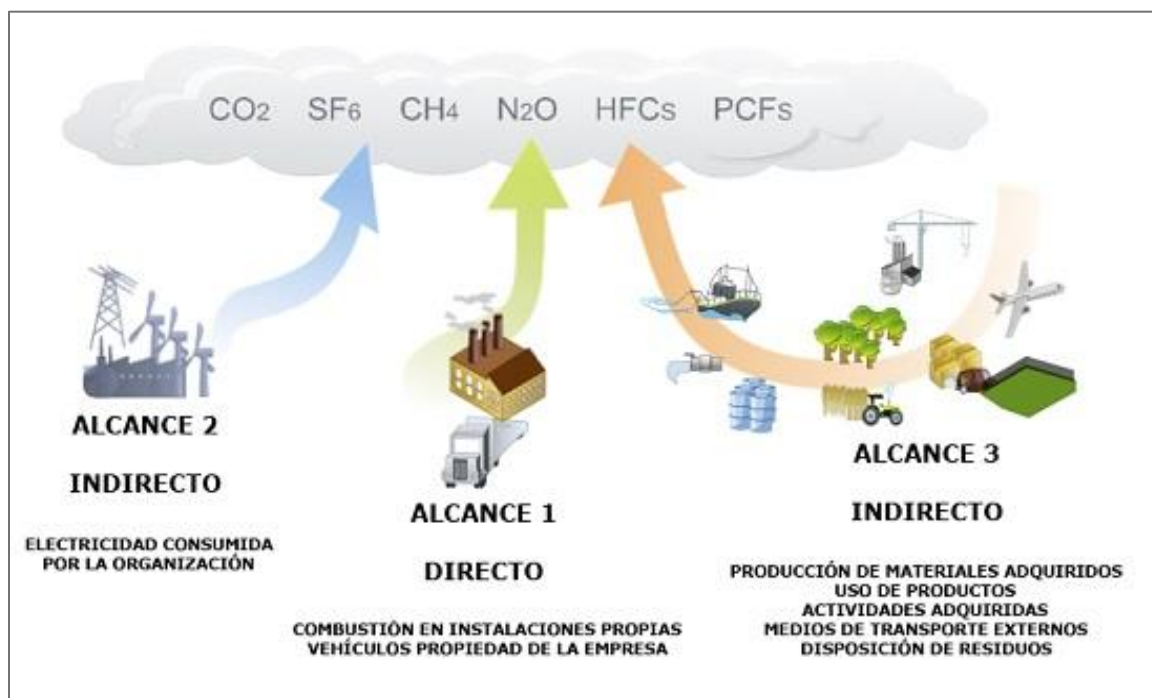 CO2 SF6 CH4 N2O HFCs PCFs
ALCANCE 2
INDIRECTO
ELECTRICIDAD CONSUMIDA
POR LA ORGANIZACIÓN
ALCANCE 1
DIRECTO
COMBUSTIÓN EN INSTALACIONES PROPIAS
VEHÍCULOS PROPIEDAD DE LA EMPRESA
ALCANCE 3
INDIRECTO
PRODUCCIÓN DE MATERIALES ADQUIRIDOS
USO DE PRODUCTOS
ACTIVIDADES ADQUIRIDAS
MEDIOS DE TRANSPORTE EXTERNOS
DISPOSICIÓN DE RESIDUOS